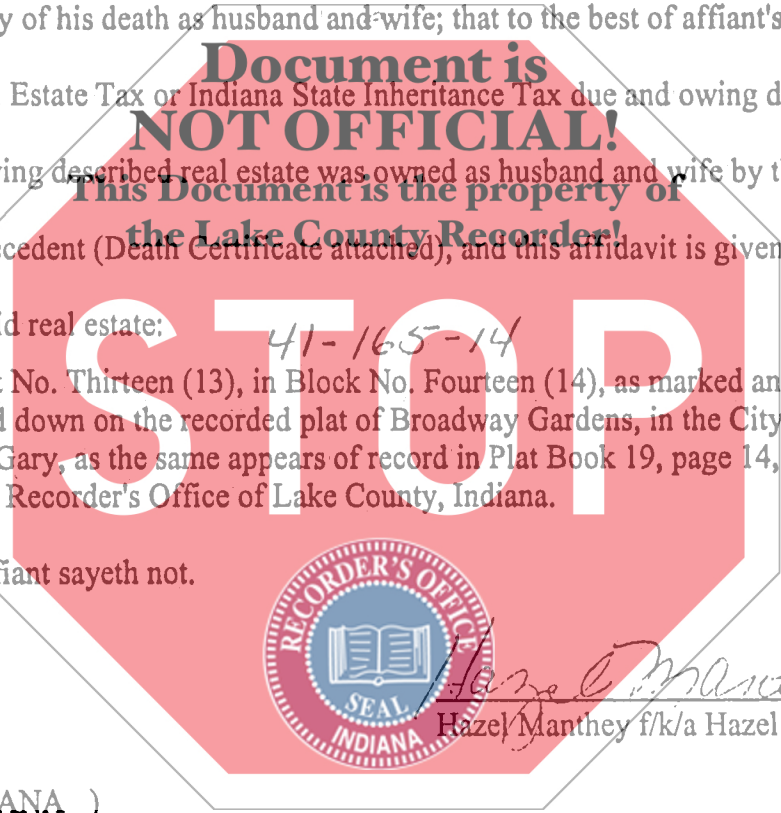 y of his death as husband and wife; that to the best of affiant's
Document is
Estate Tax or Indiana State Inheritance Tax due and owing d
NOT OFFICIAL!
ing described real estate was owned as husband and wife by t
This Document is the property of
the Lake County Recorder!
cedent (Death Certificate attached), and this affidavit is given
d real estate:
41-165-14
STOP
t No. Thirteen (13), in Block No. Fourteen (14), as marked an
d down on the recorded plat of Broadway Gardens, in the City
Gary, as the same appears of record in Plat Book 19, page 14,
Recorder's Office of Lake County, Indiana.
fiant sayeth not.
RECORDER'S OFFICE
SEAL
INDIANA
Hazel Man
Hazel Manthey f/k/a Hazel
ANA )